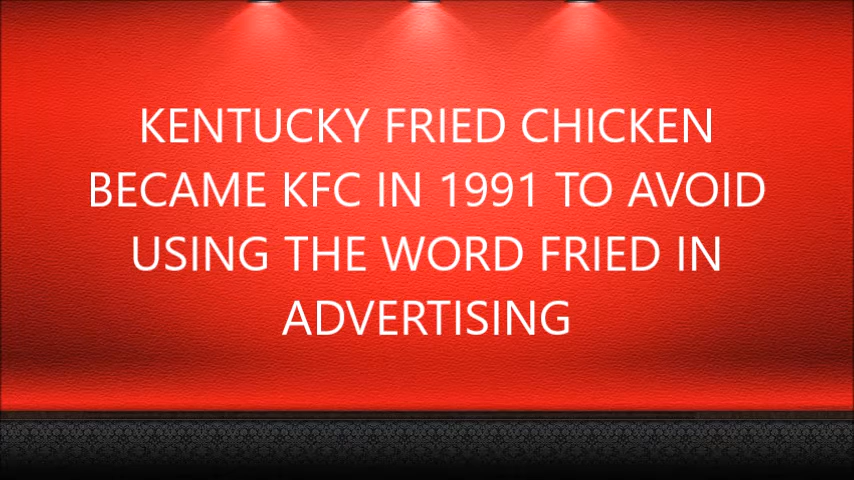 KENTUCKY FRIED CHICKEN
BECAME KFC IN 1991 TO AVOID
USING THE WORD FRIED IN
ADVERTISING